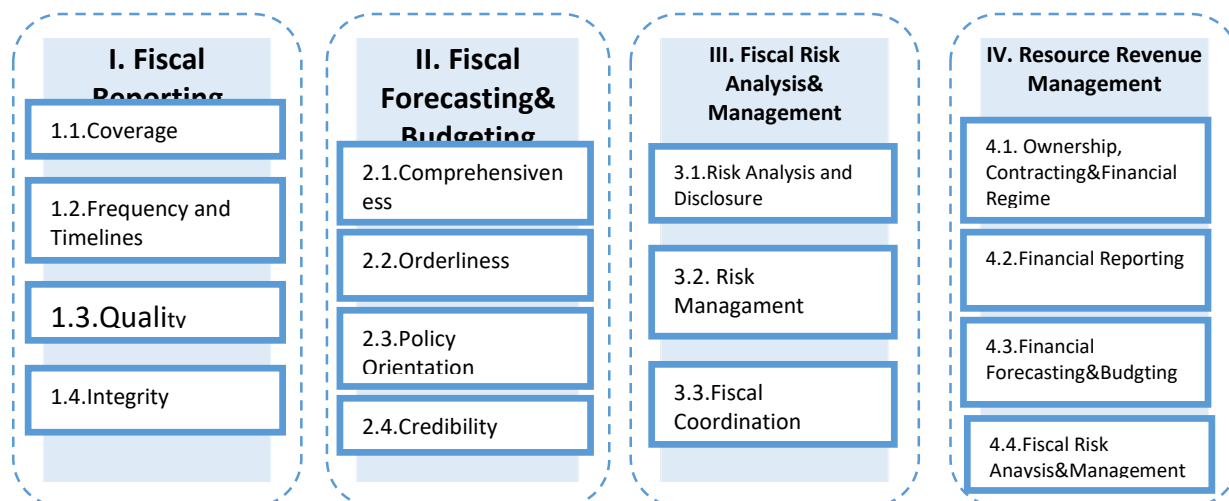 I. Fiscal
Reporting
1.1.Coverage
1.2.Frequency and
Timelines
1.3.Quality
1.4.Integrity
II. Fiscal
Forecasting&
Budgeting
2.1.Comprehensiven
ess
2.2.Orderliness
2.3.Policy
Orientation
2.4.Credibility
III. Fiscal Risk
Analysis&
Management
3.1.Risk Analysis and
Disclosure
3.2. Risk
Managament
3.3.Fiscal
Coordination
IV. Resource Revenue
Management
4.1. Ownership,
Contracting&Financial
Regime
4.2.Financial Reporting
4.3.Financial
Forecasting&Budgting
4.4.Fiscal Risk
Anavsis&Management